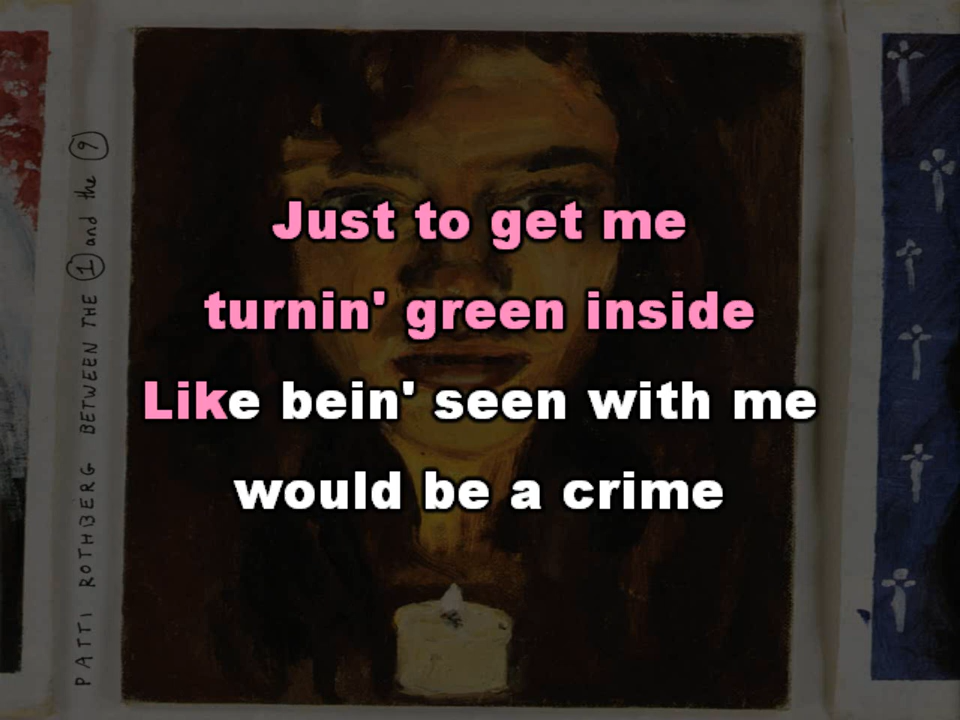 PATTI ROTHBERG BETWEEN THE 1 and the 9
Just to get me
turnin' green inside
Like bein' seen with me
would be a crime